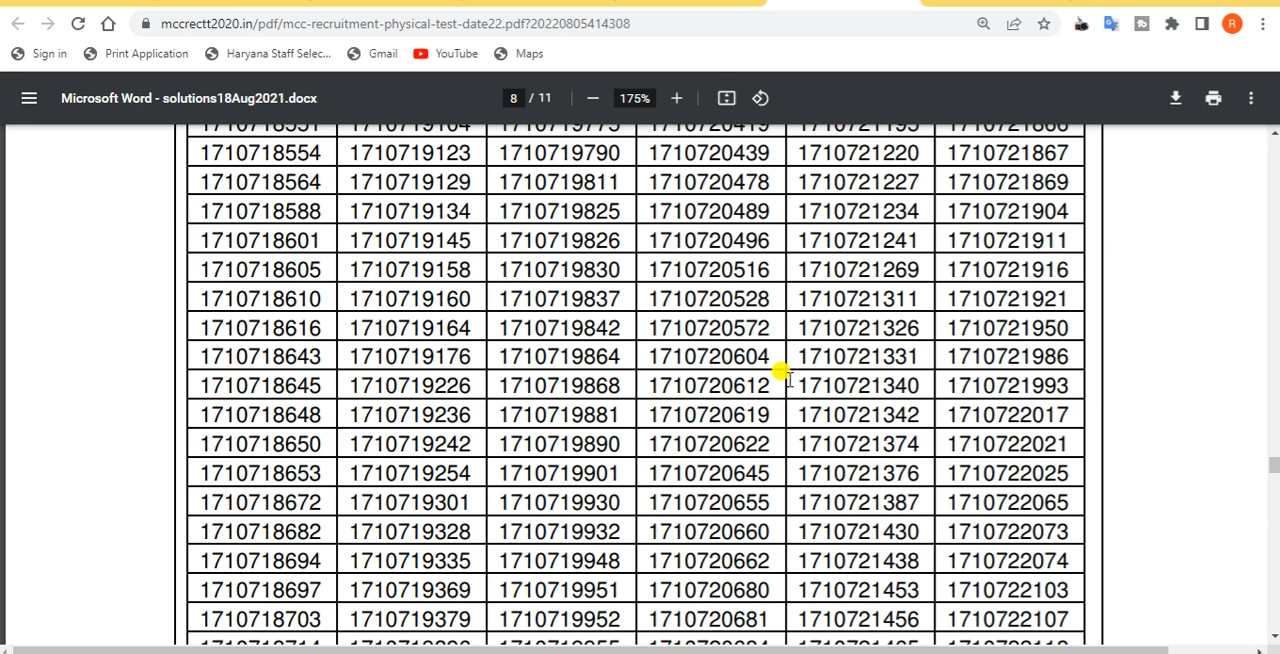 mccrectt2020.in/pdf/mcc-recruitment-physical-test-date22.pdf?20220805414308 R
Sign in Print Application Haryana Staff Selec... Gmail YouTube Maps
Microsoft Word - solutions18Aug2021.docx 8 / 11 175%
1710718554 1710719123 1710719790 1710720439 1710721220 1710721867
1710718564 1710719129 1710719811 1710720478 1710721227 1710721869
1710718588 1710719134 1710719825 1710720489 1710721234 1710721904
1710718601 1710719145 1710719826 1710720496 1710721241 1710721911
1710718605 1710719158 1710719830 1710720516 1710721269 1710721916
1710718610 1710719160 1710719837 1710720528 1710721311 1710721921
1710718616 1710719164 1710719842 1710720572 1710721326 1710721950
1710718643 1710719176 1710719864 1710720604 1710721331 1710721986
1710718645 1710719226 1710719868 1710720612 1710721340 1710721993
1710718648 1710719236 1710719881 1710720619 1710721342 1710722017
1710718650 1710719242 1710719890 1710720622 1710721374 1710722021
1710718653 1710719254 1710719901 1710720645 1710721376 1710722025
1710718672 1710719301 1710719930 1710720655 1710721387 1710722065
1710718682 1710719328 1710719932 1710720660 1710721430 1710722073
1710718694 1710719335 1710719948 1710720662 1710721438 1710722074
1710718697 1710719369 1710719951 1710720680 1710721453 1710722103
1710718703 1710719379 1710719952 1710720681 1710721456 1710722107